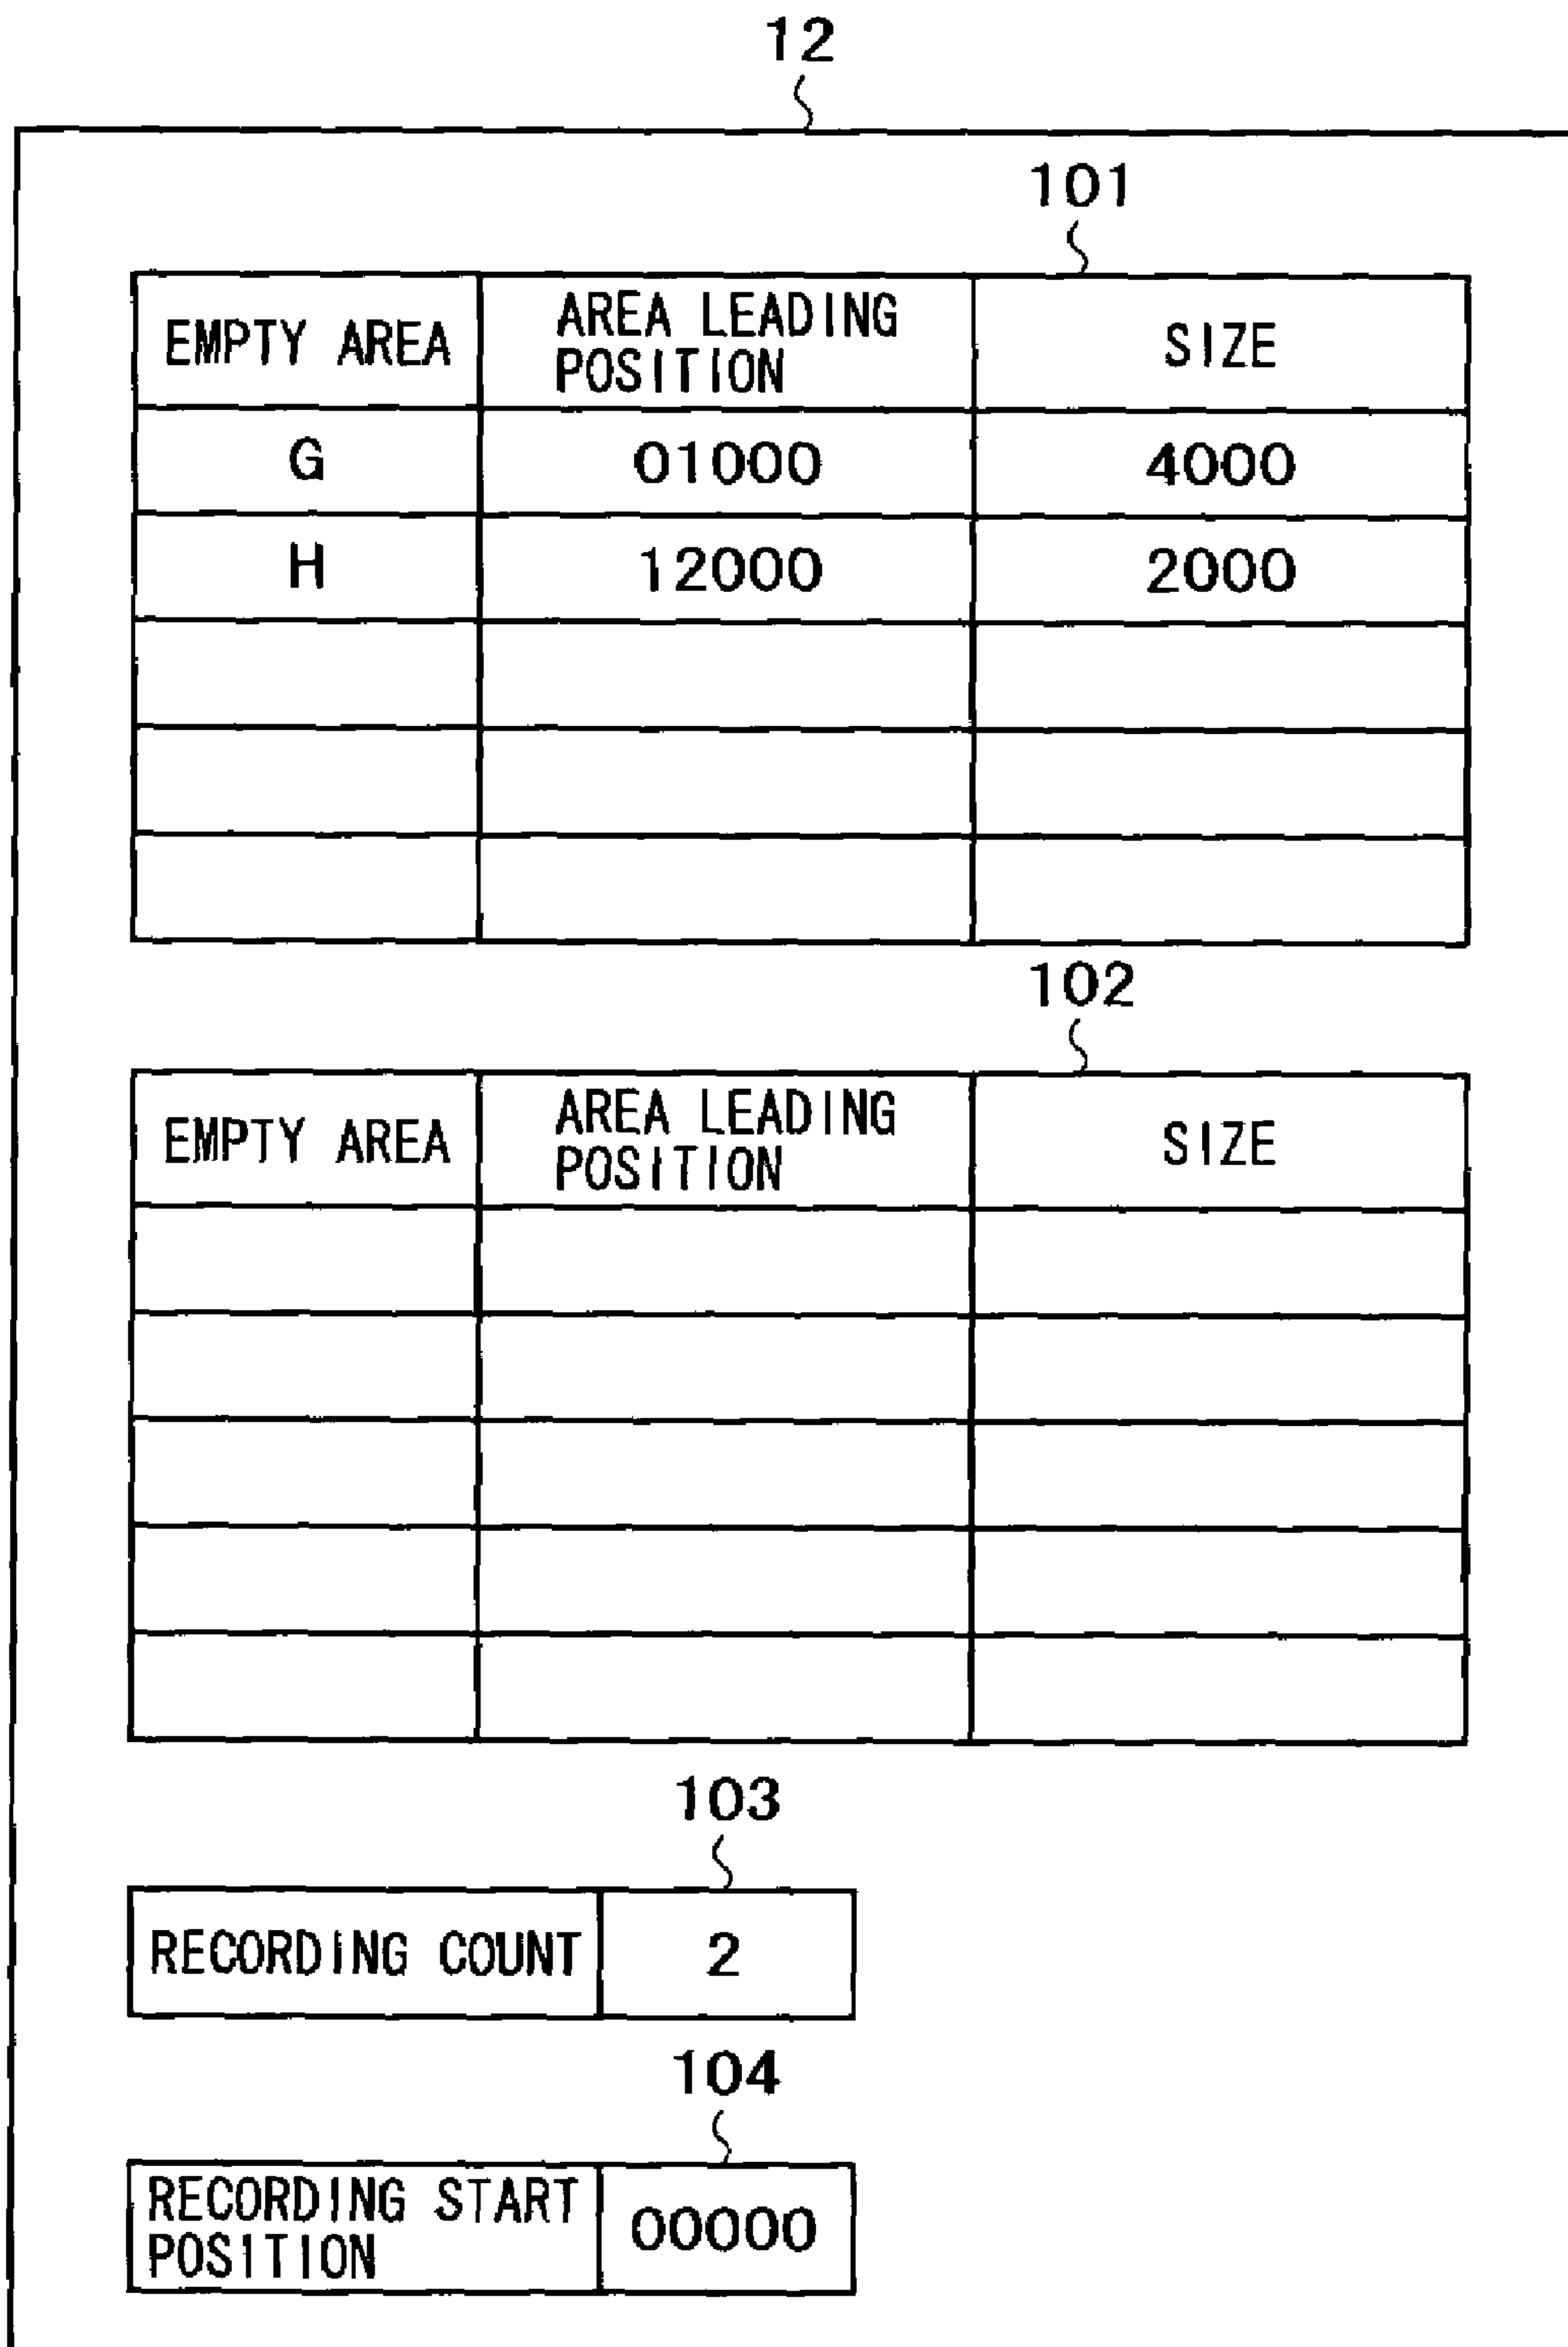 12
101
EMPTY AREA
AREA LEADING
POSITION
SIZE
G 01000 4000
H 12000 2000
102
EMPTY AREA
AREA LEADING
POSITION
SIZE
103
RECORDING COUNT 2
104
RECORDING START
POSITION
00000